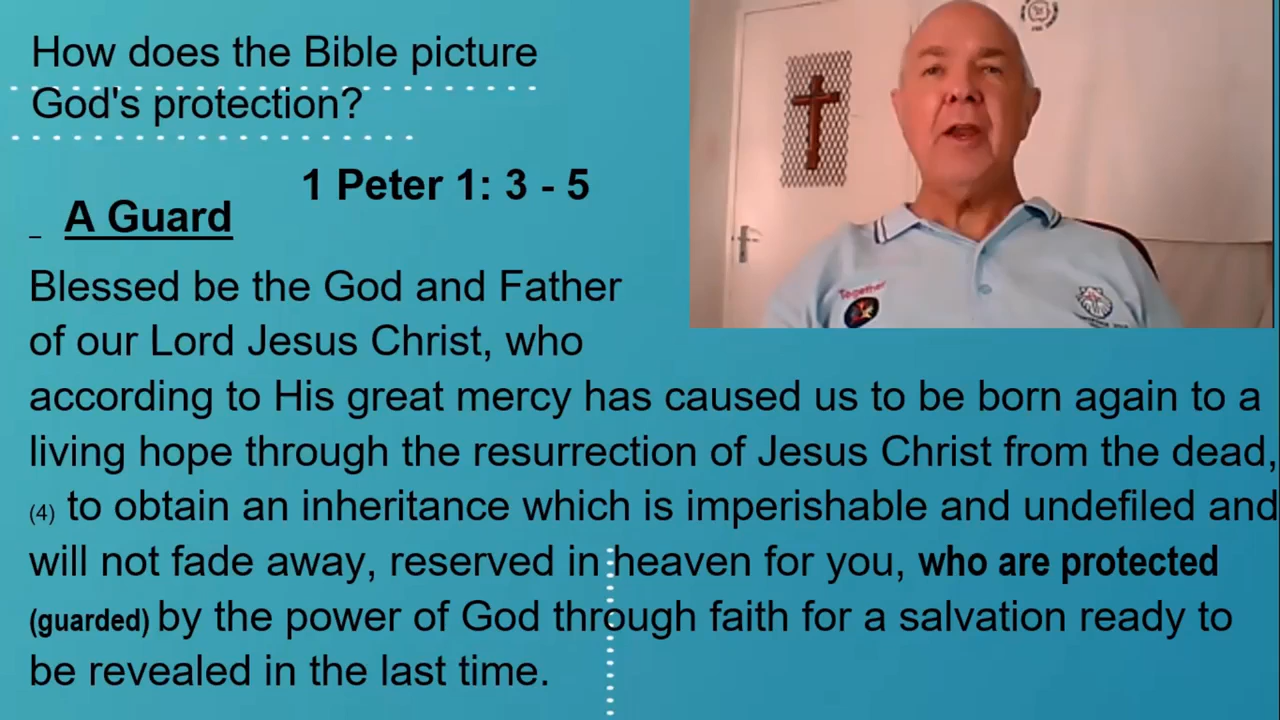 How does the Bible picture
God's protection?
1 Peter 1: 3 - 5
_ A Guard
Blessed be the God and Father
of our Lord Jesus Christ, who
according to His great mercy has caused us to be born again to a
living hope through the resurrection of Jesus Christ from the dead,
(4) to obtain an inheritance which is imperishable and undefiled and
will not fade away, reserved in heaven for you, who are protected
(guarded) by the power of God through faith for a salvation ready to
be revealed in the last time.
Together